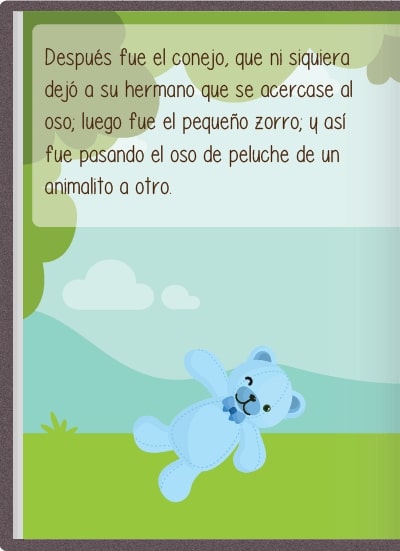 Después fue el conejo, que ni siquiera
dejó a su hermano que se acercase al
oso; luego fue el pequeño zorro; y así
fue pasando el oso de peluche de un
animalito a otro.